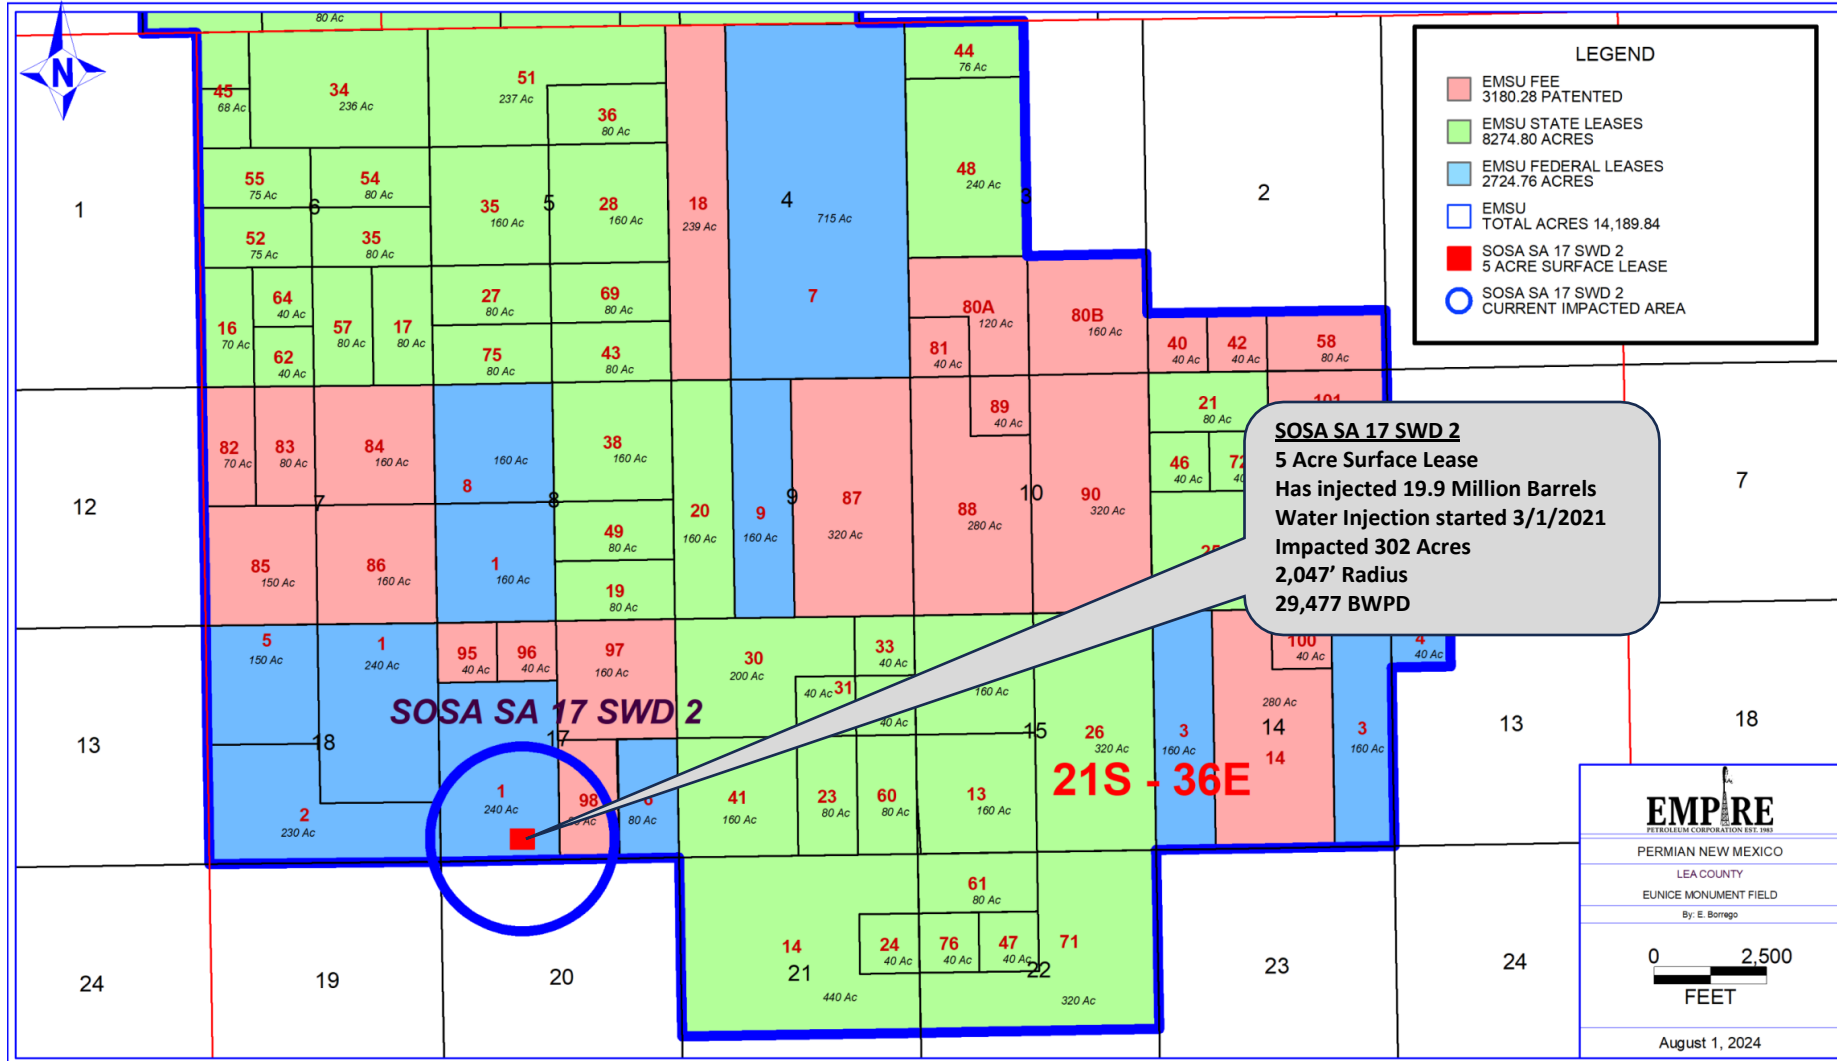 80 Ac
N
LEGEND
EMSU FEE
3180.28 PATENTED
EMSU STATE LEASES
8274.80 ACRES
EMSU FEDERAL LEASES
2724.76 ACRES
EMSU
TOTAL ACRES 14,189.84
SOSA SA 17 SWD 2
5 ACRE SURFACE LEASE
SOSA SA 17 SWD 2
CURRENT IMPACTED AREA
45
68 Ac
34
236 Ac
51
237 Ac
36
80 Ac
44
76 Ac
1
55
75 Ac
54
80 Ac
6
35
160 Ac
5
28
160 Ac
18
239 Ac
4
715 Ac
48
240 Ac
3
2
52
75 Ac
35
80 Ac
16
70 Ac
64
40 Ac
62
40 Ac
57
80 Ac
17
80 Ac
27
80 Ac
69
80 Ac
75
80 Ac
43
80 Ac
7
80A
120 Ac
81
40 Ac
80B
160 Ac
40
40 Ac
42
40 Ac
58
80 Ac
12
82
70 Ac
83
80 Ac
84
160 Ac
7
160 Ac
8
8
38
160 Ac
20
160 Ac
9
160 Ac
9
87
320 Ac
89
40 Ac
88
280 Ac
10
90
320 Ac
21
80 Ac
101
46
40 Ac
72
25
7
85
150 Ac
86
160 Ac
1
160 Ac
49
80 Ac
19
80 Ac
SOSA SA 17 SWD 2
5 Acre Surface Lease
Has injected 19.9 Million Barrels
Water Injection started 3/1/2021
Impacted 302 Acres
2,047’ Radius
29,477 BWPD
13
5
150 Ac
1
240 Ac
95
40 Ac
96
40 Ac
97
160 Ac
30
200 Ac
33
40 Ac
40 Ac 31
40 Ac
160 Ac
15
26
320 Ac
3
160 Ac
100
40 Ac
280 Ac
14
14
3
160 Ac
4
40 Ac
13
18
SOSA SA 17 SWD 2
18
17
2
230 Ac
1
240 Ac
98
6
80 Ac
41
160 Ac
23
80 Ac
60
80 Ac
13
160 Ac
21S - 36E
24
19
20
14
21
440 Ac
61
80 Ac
24
40 Ac
76
40 Ac
47
40 Ac
22
71
320 Ac
23
24
EMPIRE
PETROLEUM CORPORATION EST. 1983
PERMIAN NEW MEXICO
LEA COUNTY
EUNICE MONUMENT FIELD
By: E. Borrego
0 2,500
FEET
August 1, 2024